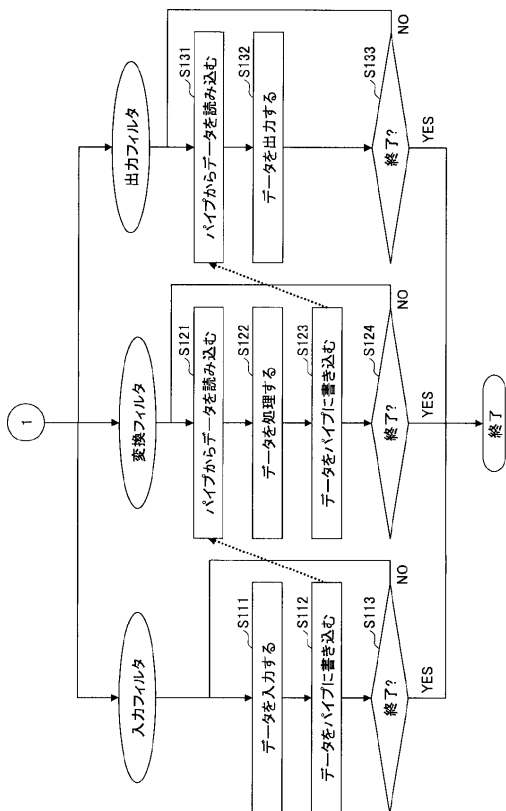 1
入力フィルタ
S111
データを入力する
S112
データをパイプに書き込む
S113
終了?
NO
YES
変換フィルタ
S121
パイプからデータを読み込む
S122
データを処理する
S123
データをパイプに書き込む
S124
終了?
NO
YES
出力フィルタ
S131
パイプからデータを読み込む
S132
データを出力する
S133
終了?
NO
YES
終了